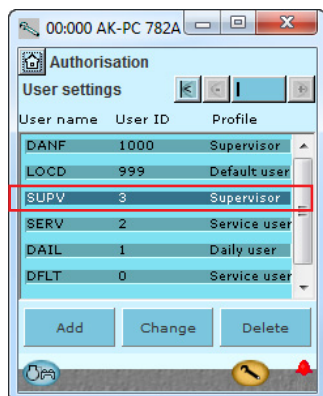 00:000 AK-PC 782A
Authorisation
User settings
User name User ID Profile
DANF 1000 Supervisor
LOCD 999 Default user
SUPV 3 Supervisor
SERV 2 Service user
DAIL 1 Daily user
DFLT 0 Service user
Add Change Delete